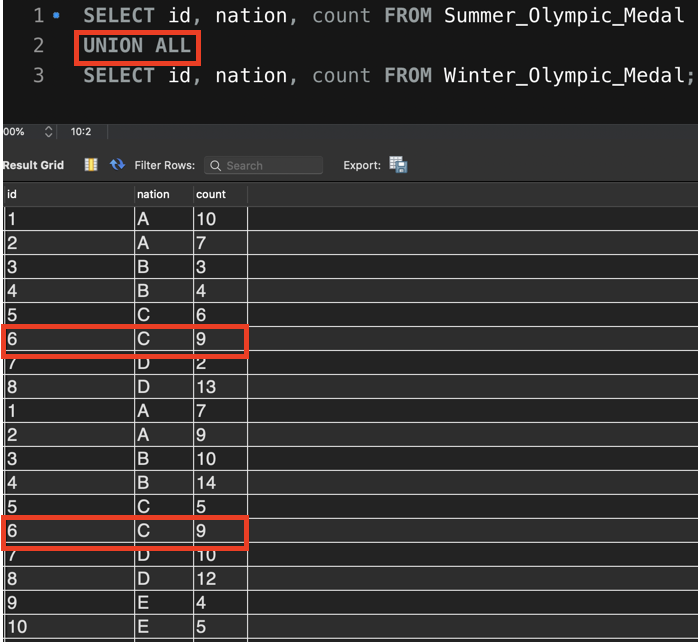 1 SELECT id, nation, count FROM Summer_Olympic_Medal
2 UNION ALL
3 SELECT id, nation, count FROM Winter_Olympic_Medal;
00% 10:2
Result Grid Filter Rows: Search Export:
id nation count
1 A 10
2 A 7
3 B 3
4 B 4
5 C 6
6 C 9
7 D 2
8 D 13
1 A 7
2 A 9
3 B 10
4 B 14
5 C 5
6 C 9
7 D 10
8 D 12
9 E 4
10 E 5